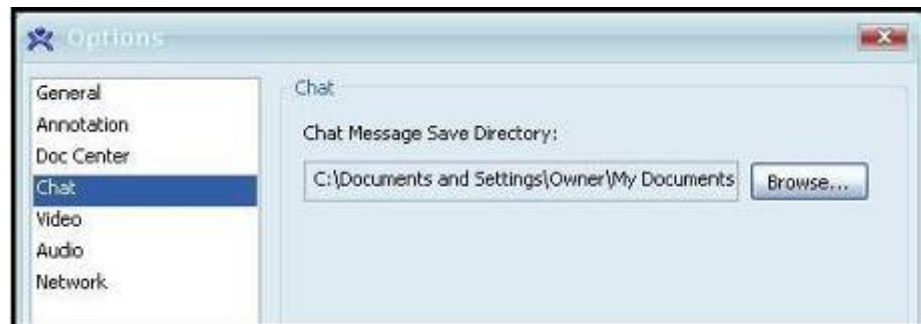 Options
General
Annotation
Doc Center
Chat
Video
Audio
Network
Chat
Chat Message Save Directory:
C:\Documents and Settings\Owner\My Documents
Browse...